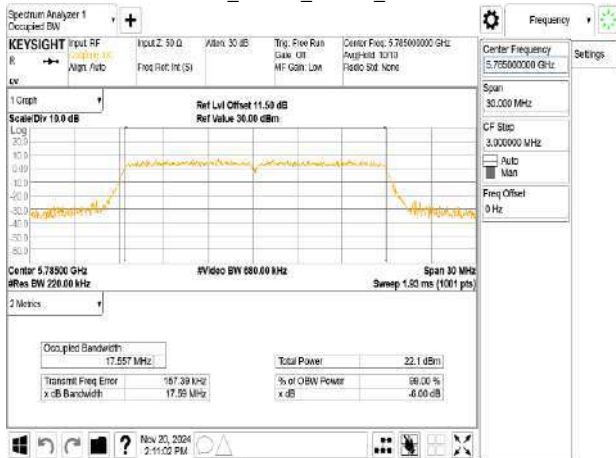 Spectrum Analyzer 1
Occupied BW
+
Frequency
KEYSIGHT
R
Input: RF
Align: Auto
Input Z: 50 Ω
Freq Ref: Int (S)
Atten: 30 dB
Trig: Free Run
Gate: Off
#IF Gain: Low
Center Freq: 5.785000000 GHz
Avg|Hold: 10/10
Radio Std: None
Center Frequency
5.785000000 GHz
Settings
Span
30.000 MHz
CF Step
3.000000 MHz
Auto
Man
Freq Offset
0 Hz
1 Graph
Scale/Div 10.0 dB
Ref Lvl Offset 11.50 dB
Ref Value 30.00 dBm
Log
20.0
10.0
0.00
-10.0
-20.0
-30.0
-40.0
-50.0
-60.0
Center 5.78500 GHz
#Res BW 220.00 kHz
#Video BW 680.00 kHz
Span 30 MHz
Sweep 1.93 ms (1001 pts)
2 Metrics
Occupied Bandwidth
17.557 MHz
Total Power 22.1 dBm
Transmit Freq Error 157.39 kHz
% of OBW Power 99.00 %
x dB Bandwidth 17.59 MHz
x dB -6.00 dB
?
Nov 20, 2024
2:11:02 PM